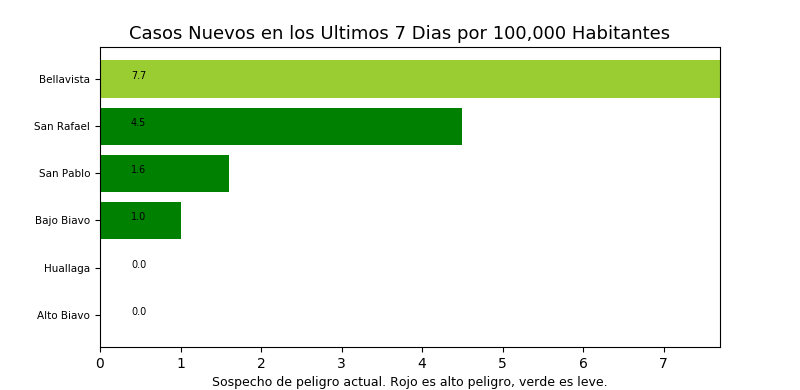 Casos Nuevos en los Ultimos 7 Dias por 100,000 Habitantes
Bellavista 7.7
San Rafael 4.5
San Pablo 1.6
Bajo Biavo 1.0
Huallaga 0.0
Alto Biavo 0.0
0 1 2 3 4 5 6 7
Sospecho de peligro actual. Rojo es alto peligro, verde es leve.